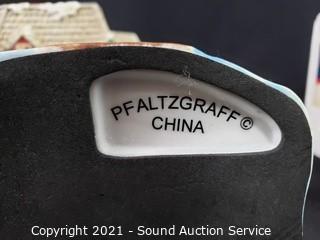 PFALTZGRAFF©
CHINA
Copyright 2021 - Sound Auction Service